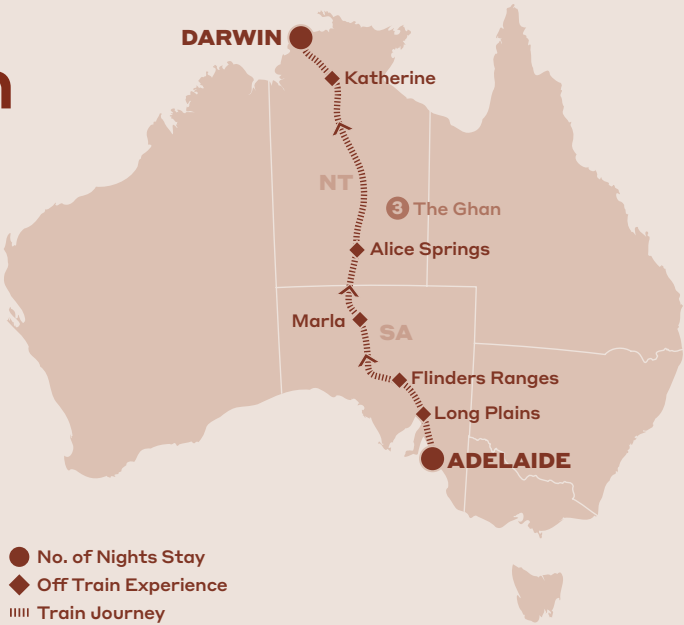 n
DARWIN
Katherine
NT
3 The Ghan
Alice Springs
Marla
SA
Flinders Ranges
Long Plains
ADELAIDE
No. of Nights Stay
Off Train Experience
Train Journey